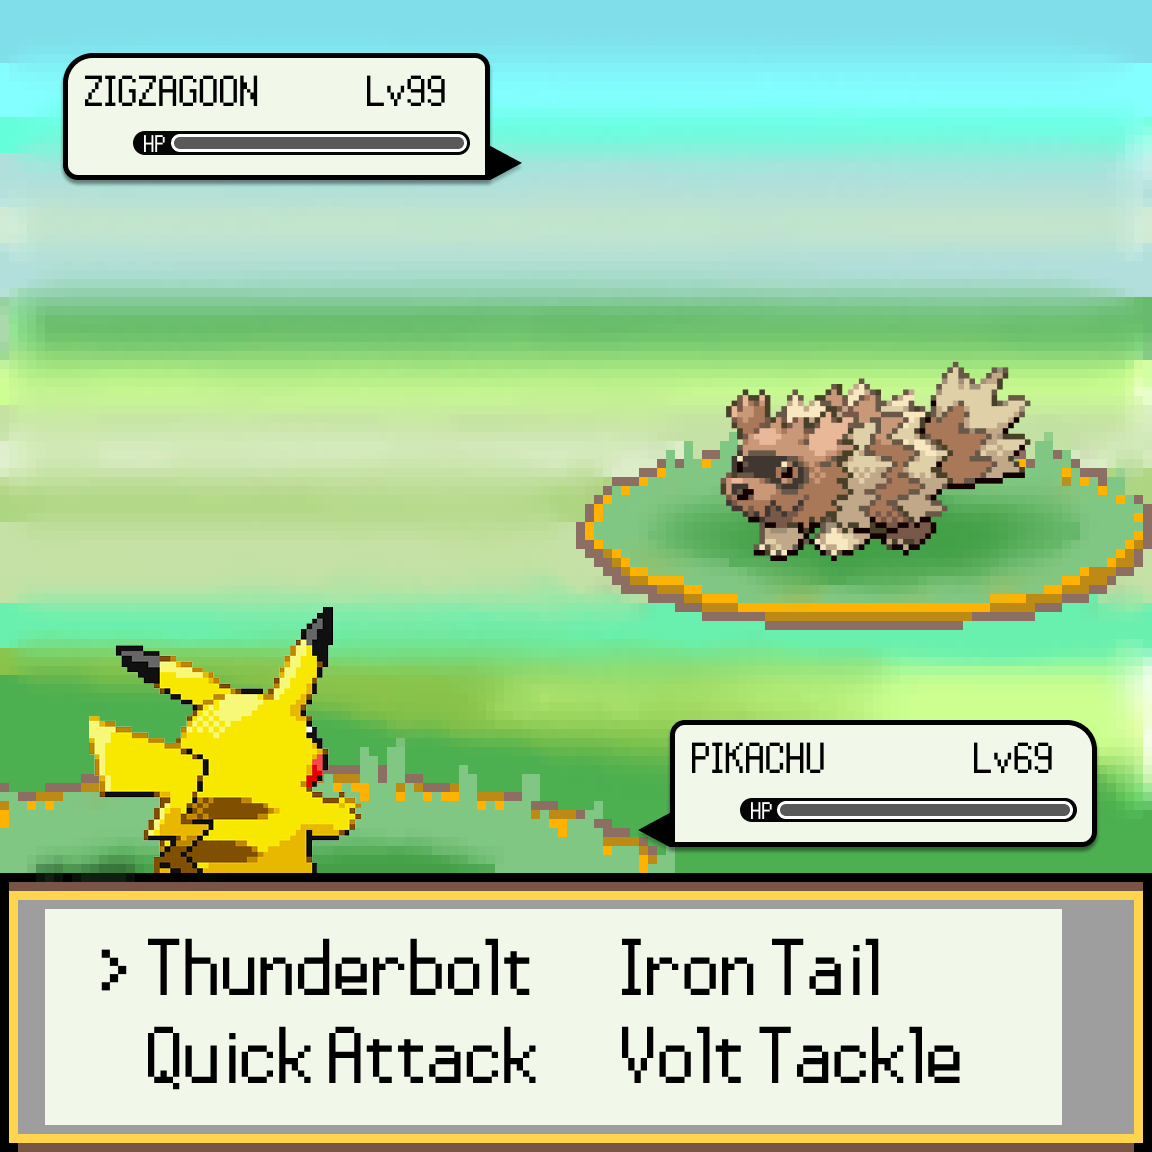 ZIGZAGOON Lv99
HP
PIKACHU Lv69
HP
> Thunderbolt Iron Tail
Quick Attack Volt Tackle